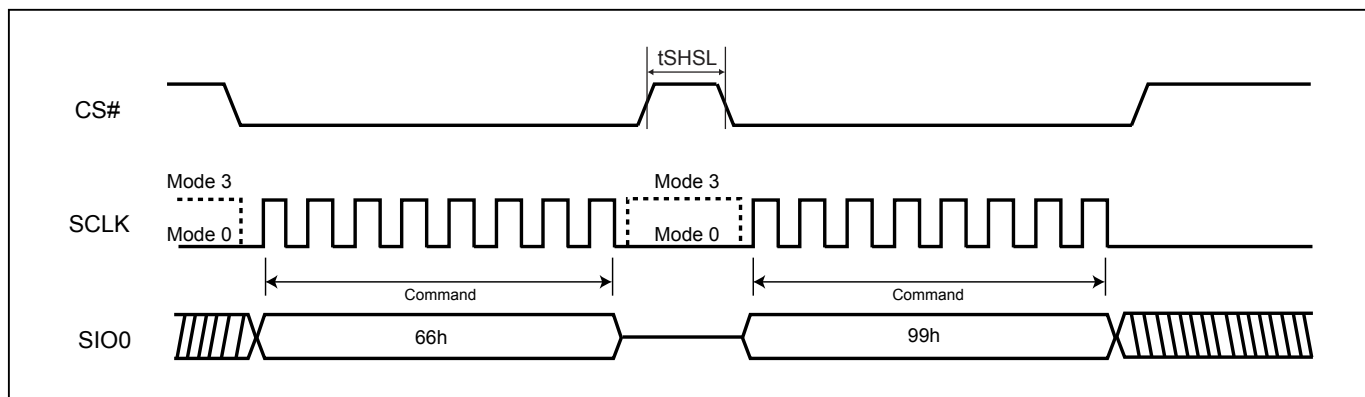 tSHSL
CS#
Mode 3
Mode 3
SCLK
Mode 0
Mode 0
Command
Command
SIO0
66h
99h